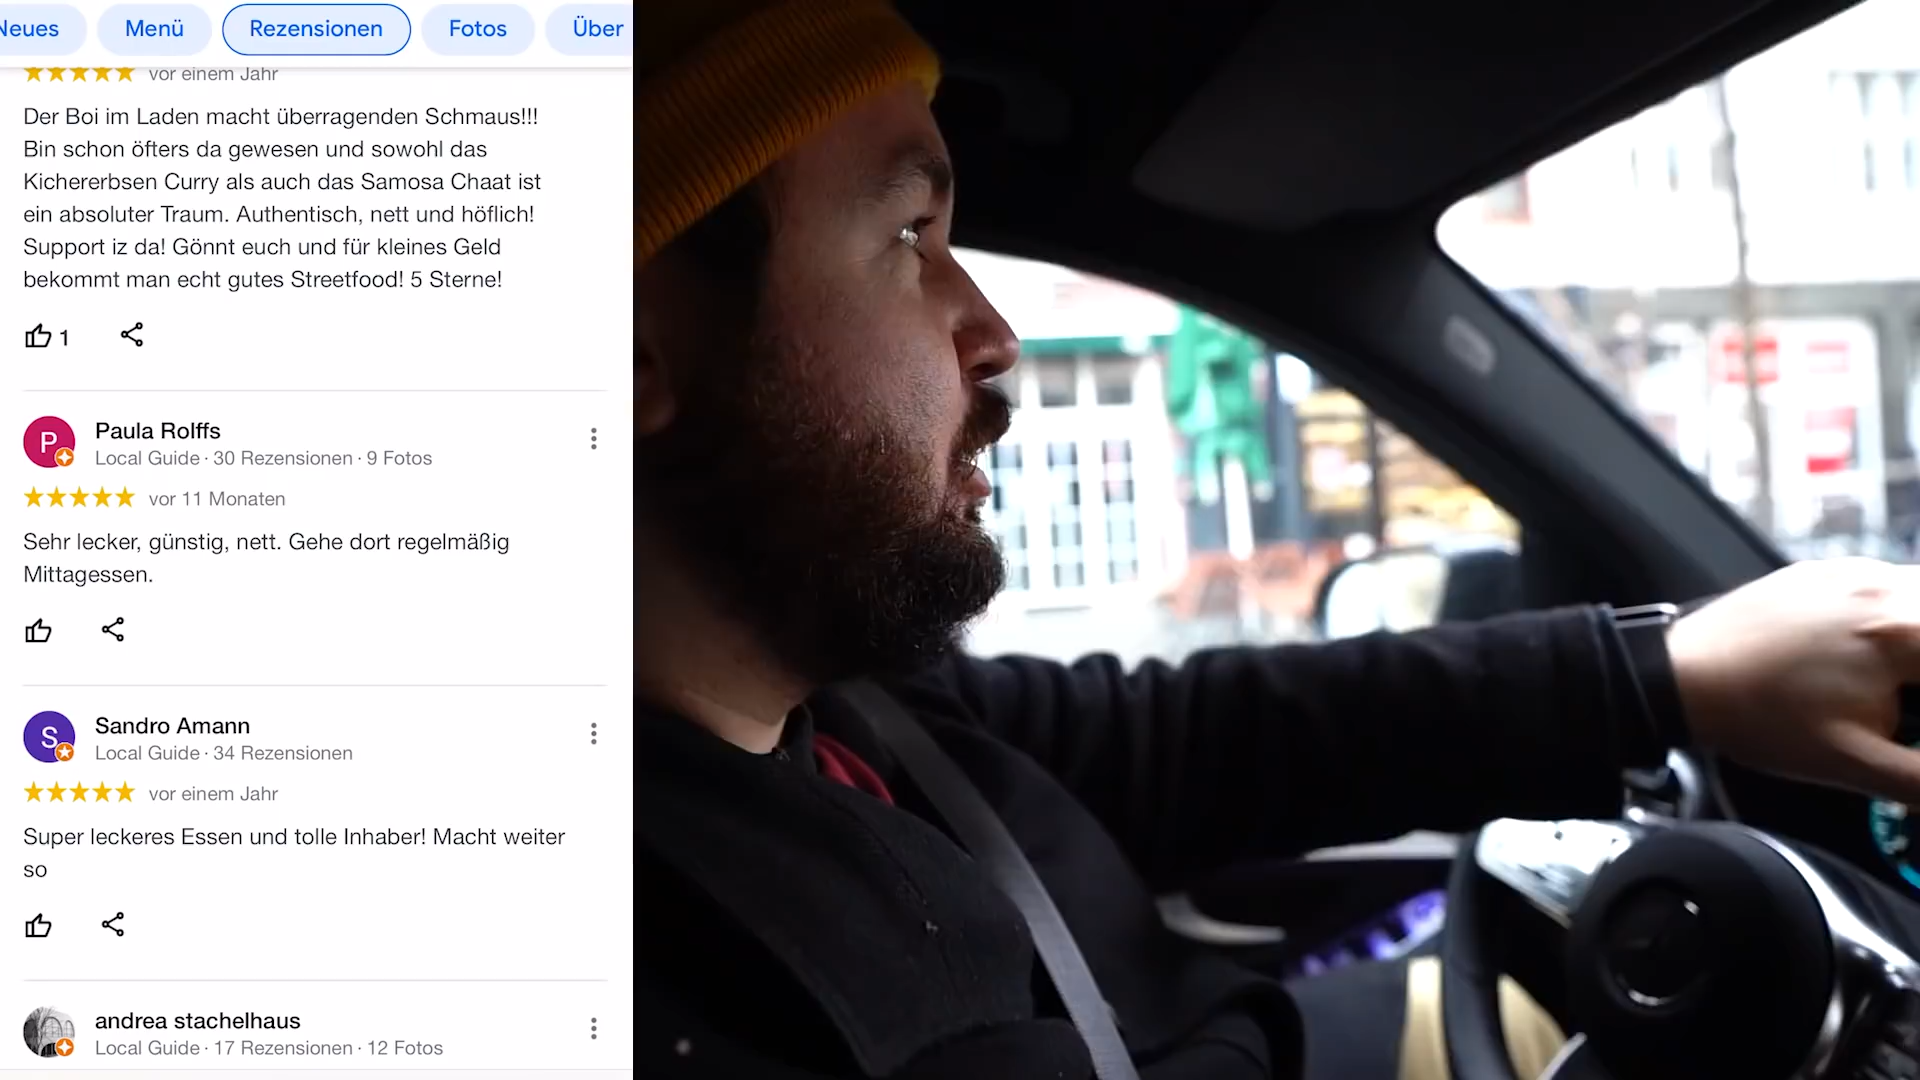 Neues Menü Rezensionen Fotos Über
vor einem Jahr
Der Boi im Laden macht überragenden Schmaus!!!
Bin schon öfters da gewesen und sowohl das
Kichererbsen Curry als auch das Samosa Chaat ist
ein absoluter Traum. Authentisch, nett und höflich!
Support iz da! Gönnt euch und für kleines Geld
bekommt man echt gutes Streetfood! 5 Sterne!
1
P
Paula Rolffs
Local Guide · 30 Rezensionen · 9 Fotos
vor 11 Monaten
Sehr lecker, günstig, nett. Gehe dort regelmäßig
Mittagessen.
S
Sandro Amann
Local Guide · 34 Rezensionen
vor einem Jahr
Super leckeres Essen und tolle Inhaber! Macht weiter
so
andrea stachelhaus
Local Guide · 17 Rezensionen · 12 Fotos